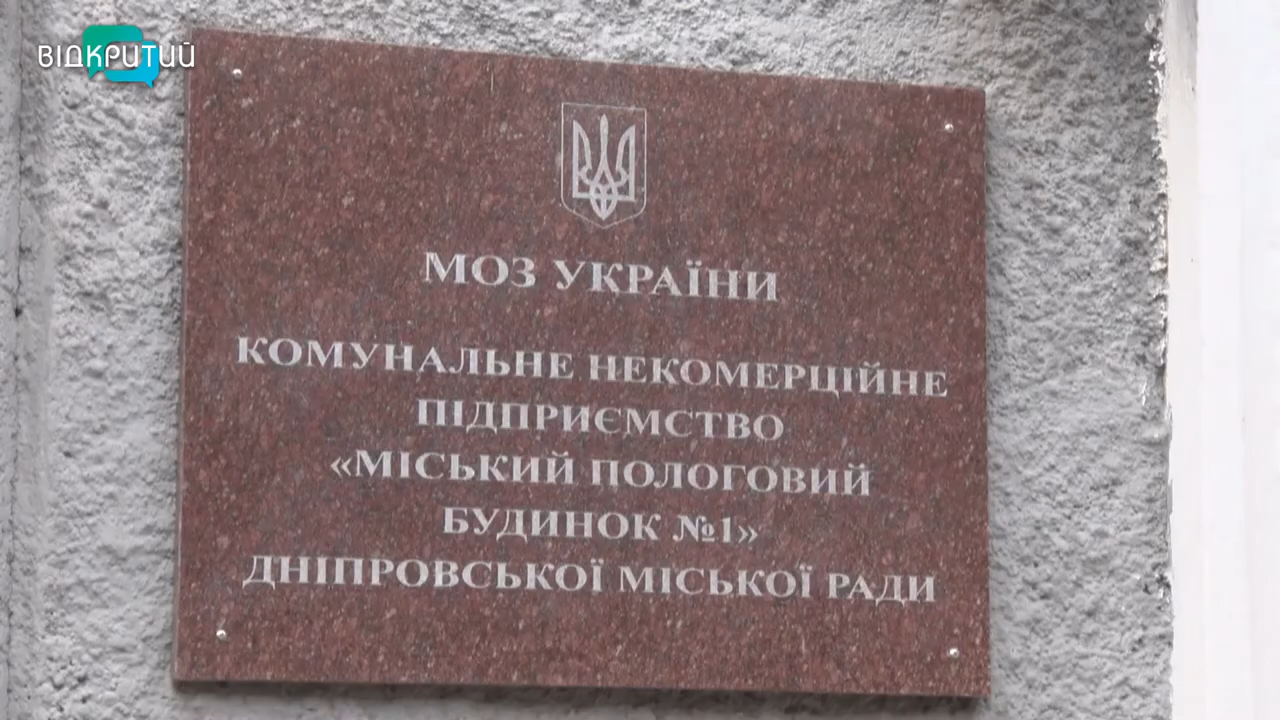 ВІДКРИТИЙ
МОЗ УКРАЇНИ
КОМУНАЛЬНЕ НЕКОМЕРЦІЙНЕ
ПІДПРИЄМСТВО
«МІСЬКИЙ ПОЛОГОВИЙ
БУДИНОК №1»
ДНІПРОВСЬКОЇ МІСЬКОЇ РАДИ